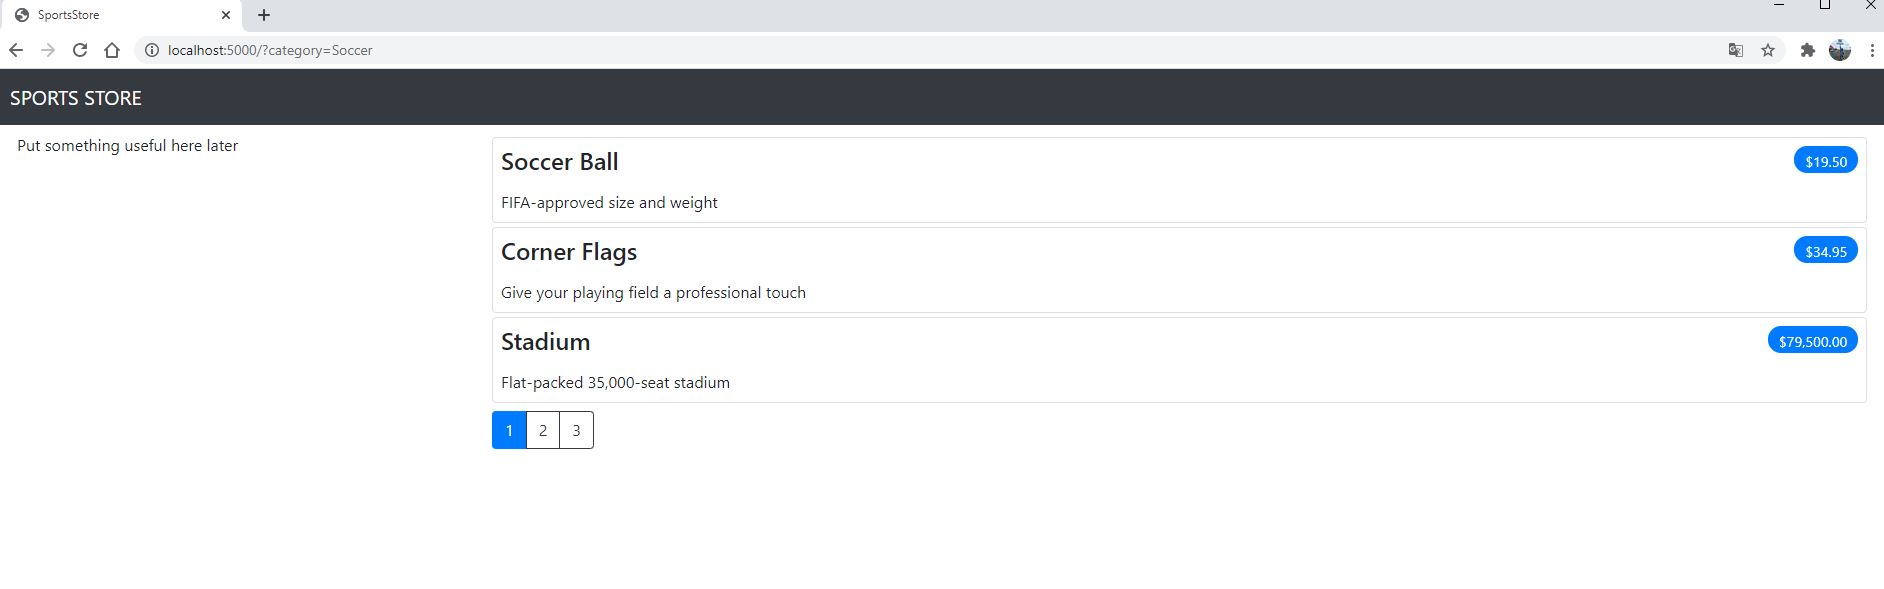 SportsStore
localhost:5000/?category=Soccer
SPORTS STORE
Put something useful here later
Soccer Ball
$19.50
FIFA-approved size and weight
Corner Flags
$34.95
Give your playing field a professional touch
Stadium
$79,500.00
Flat-packed 35,000-seat stadium
1 2 3